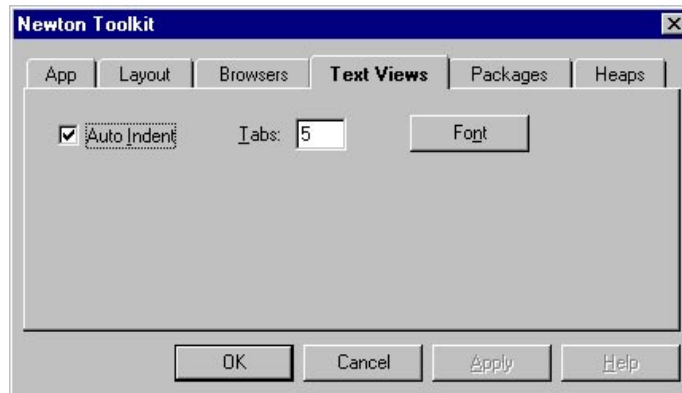 Newton Toolkit
App Layout Browsers Text Views Packages Heaps
Auto Indent Tabs: 5 Font
OK Cancel Apply Help